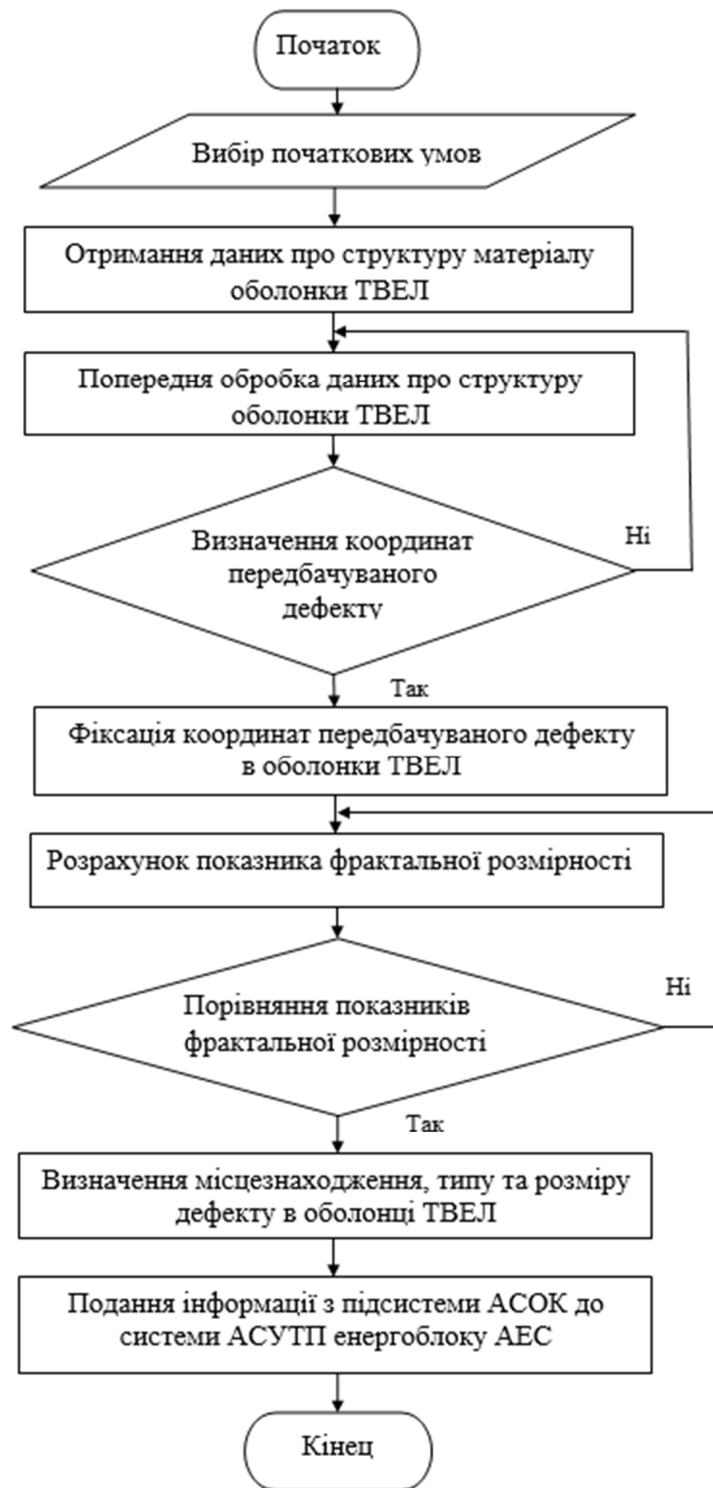 Початок
Вибір початкових умов
Отримання даних про структуру матеріалу
оболонки ТВЕЛ
Попередня обробка даних про структуру
оболонки ТВЕЛ
Визначення координат
передбачуваного
дефекту
Ні
Так
Фіксація координат передбачуваного дефекту
в оболонки ТВЕЛ
Розрахунок показника фрактальної розмірності
Порівняння показників
фрактальної розмірності
Ні
Так
Визначення місцезнаходження, типу та розміру
дефекту в оболонці ТВЕЛ
Подання інформації з підсистеми АСОК до
системи АСУТП енергоблоку АЕС
Кінец